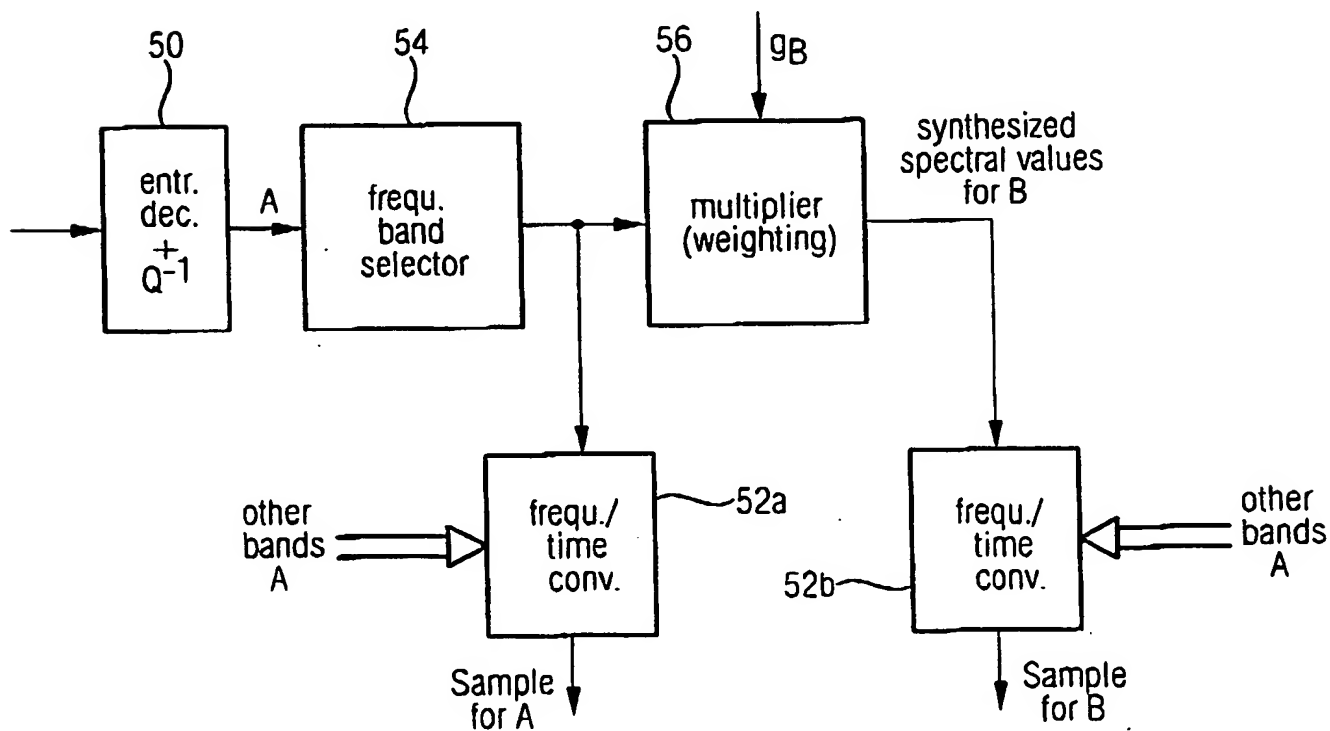 50
54
56
gB
entr.
dec.
+
Q-1
A
frequ.
band
selector
multiplier
(weighting)
synthesized
spectral values
for B
other
bands
A
frequ./
time
conv.
52a
52b
frequ./
time
conv.
other
bands
A
Sample
for A
Sample
for B